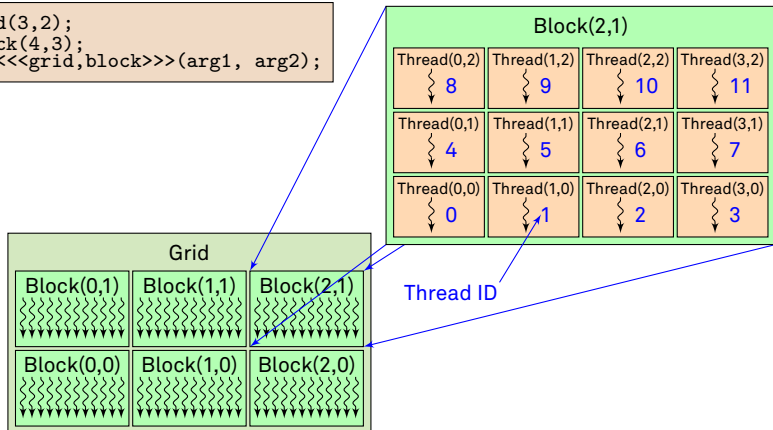 d(3,2);
ck(4,3);
<<<grid,block>>>(arg1, arg2);
Block(2,1)
Thread(0,2) Thread(1,2) Thread(2,2) Thread(3,2)
8 9 10 11
Thread(0,1) Thread(1,1) Thread(2,1) Thread(3,1)
4 5 6 7
Thread(0,0) Thread(1,0) Thread(2,0) Thread(3,0)
0 1 2 3
Thread ID
Grid
Block(0,1) Block(1,1) Block(2,1)
Block(0,0) Block(1,0) Block(2,0)